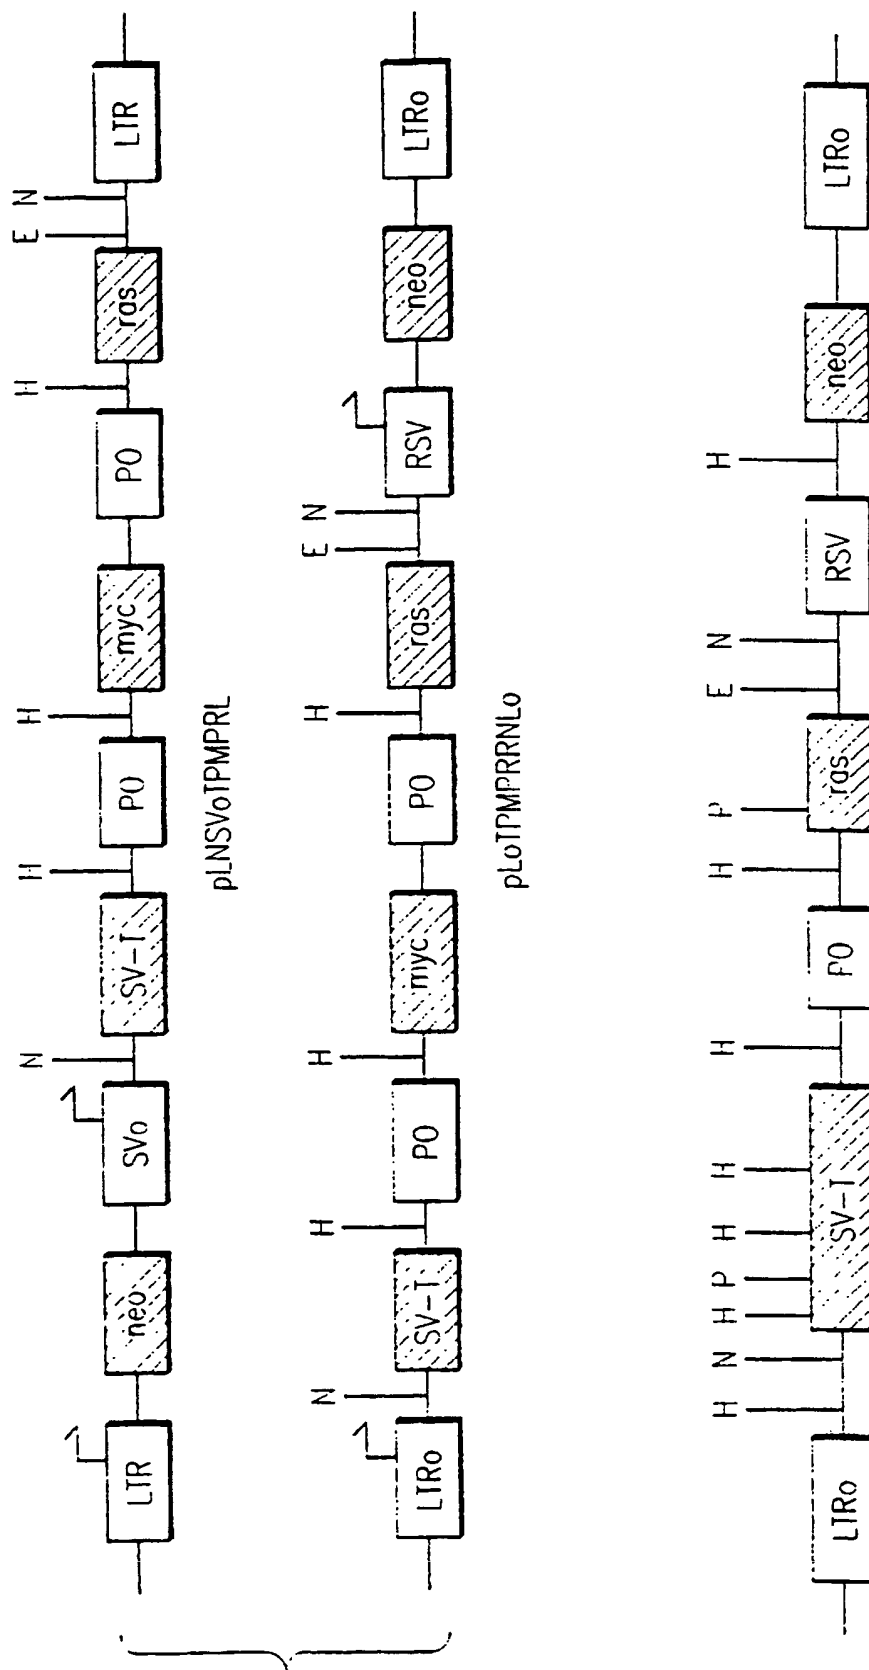 N H H H E N
LTR neo SVo SV-T PO myc PO ras LTR
pLNSVoTPMPRL
N H H H E N
LTRo SV-T PO myc PO ras RSV neo LTRo
pLoTPMPRRNLo
H N H P H H H H P E N H
LTRo SV-T PO ras RSV neo LTRo